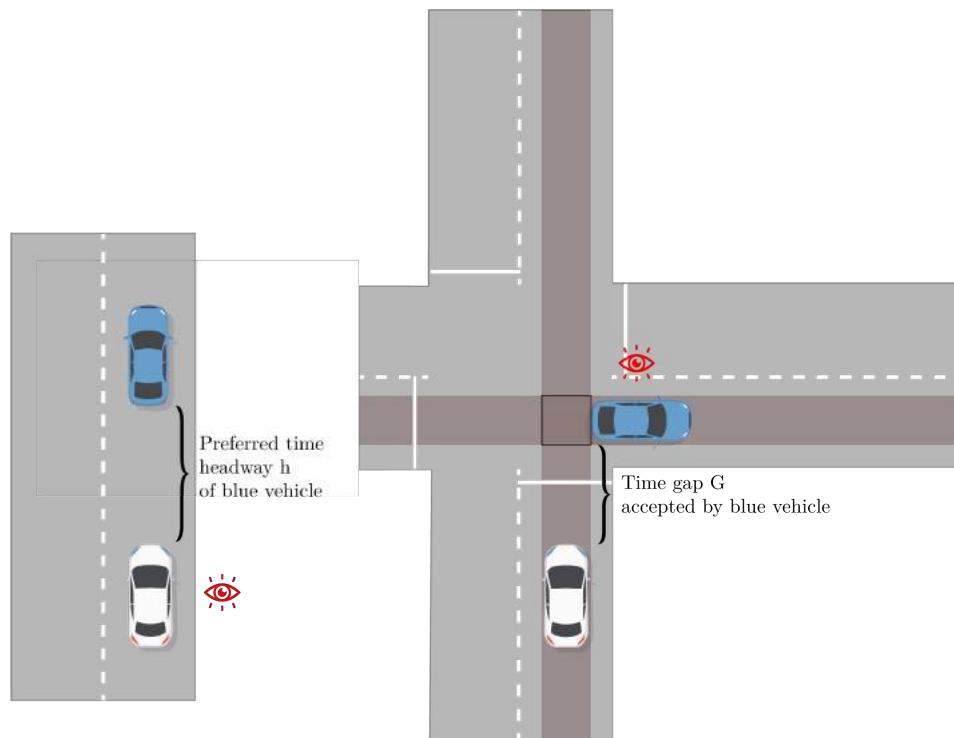 Preferred time
headway h
of blue vehicle
Time gap G
accepted by blue vehicle